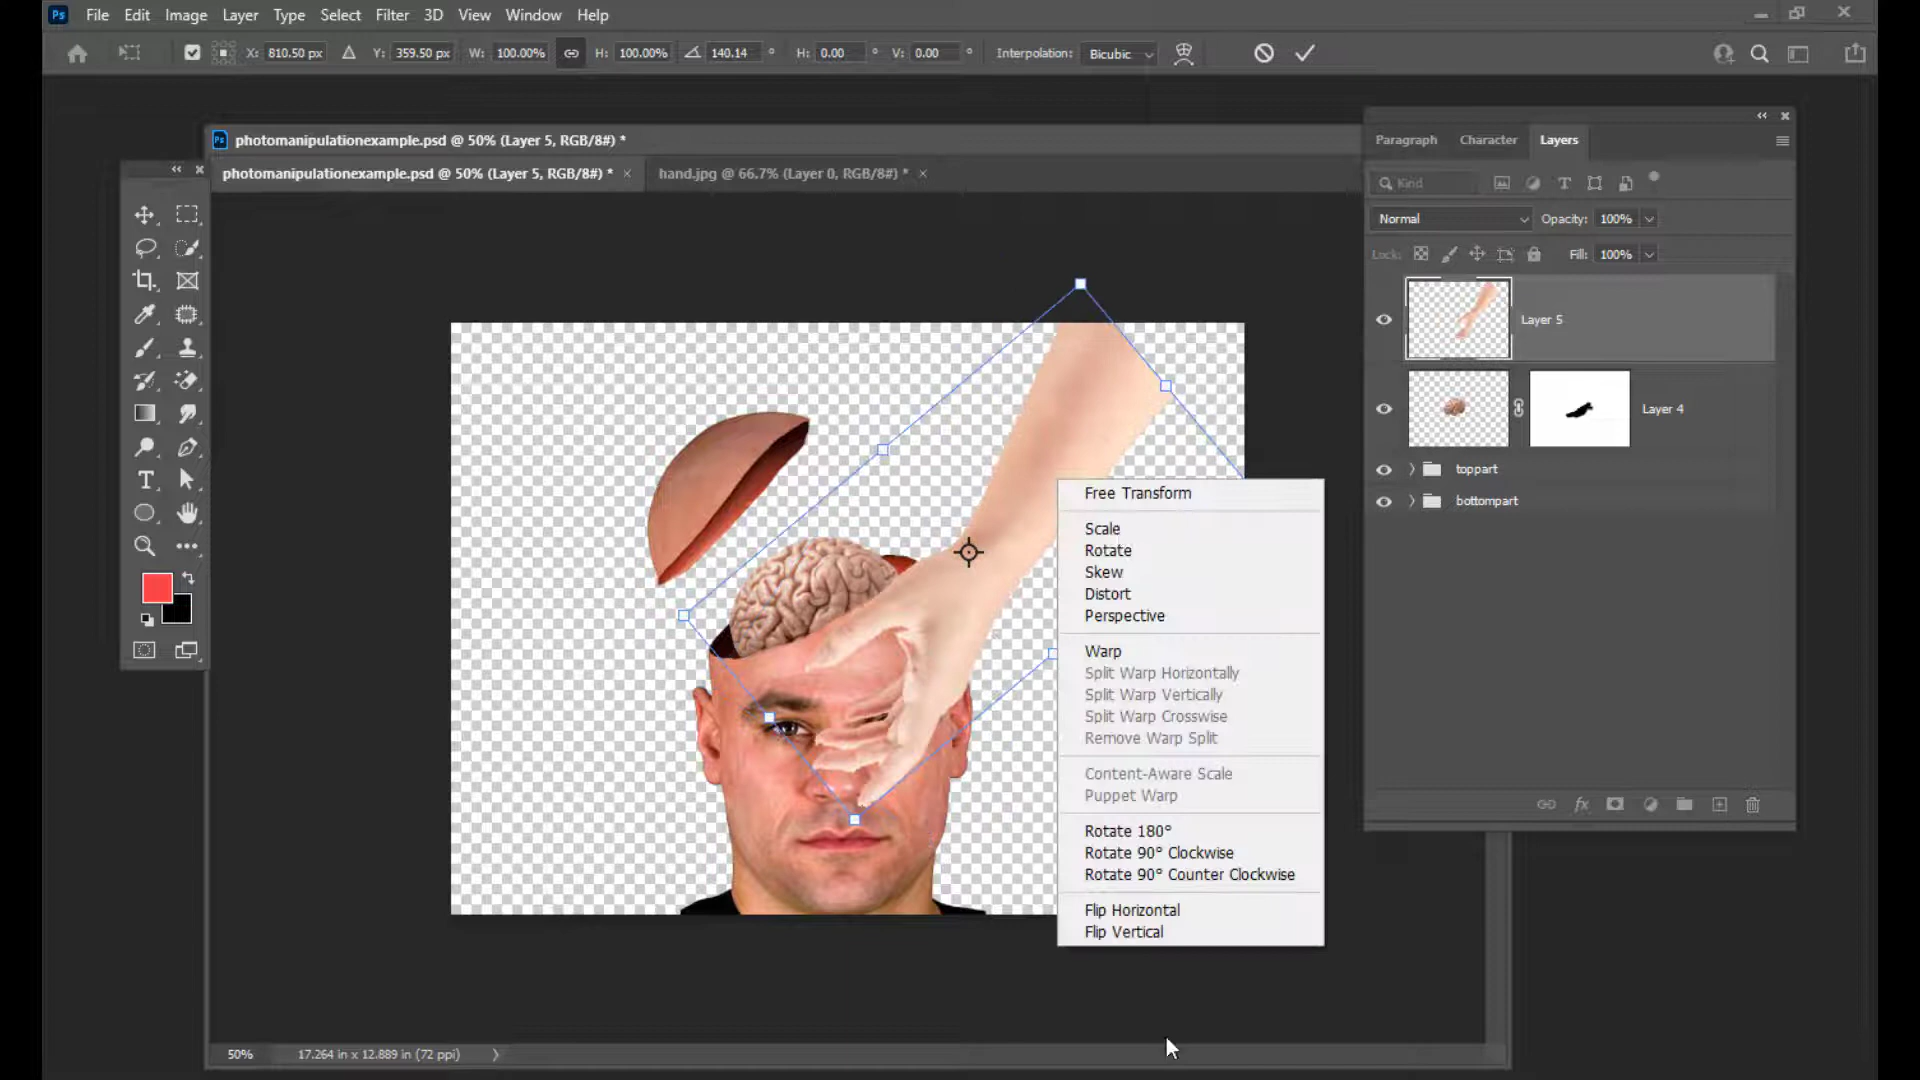 Ps File Edit Image Layer Type Select Filter 3D View Window Help
X: 810.50 px Y: 359.50 px W: 100.00% H: 100.00% 140.14 ° H: 0.00 ° V: 0.00 ° Interpolation: Bicubic
Ps photomanipulationexample.psd @ 50% (Layer 5, RGB/8#) *
photomanipulationexample.psd @ 50% (Layer 5, RGB/8#) * × hand.jpg @ 66.7% (Layer 0, RGB/8#) * ×
Paragraph Character Layers
Kind
Normal Opacity: 100%
Lock: Fill: 100%
Layer 5
Layer 4
toppart
bottompart
Free Transform
Scale
Rotate
Skew
Distort
Perspective
Warp
Split Warp Horizontally
Split Warp Vertically
Split Warp Crosswise
Remove Warp Split
Content-Aware Scale
Puppet Warp
Rotate 180°
Rotate 90° Clockwise
Rotate 90° Counter Clockwise
Flip Horizontal
Flip Vertical
50% 17.264 in x 12.889 in (72 ppi)